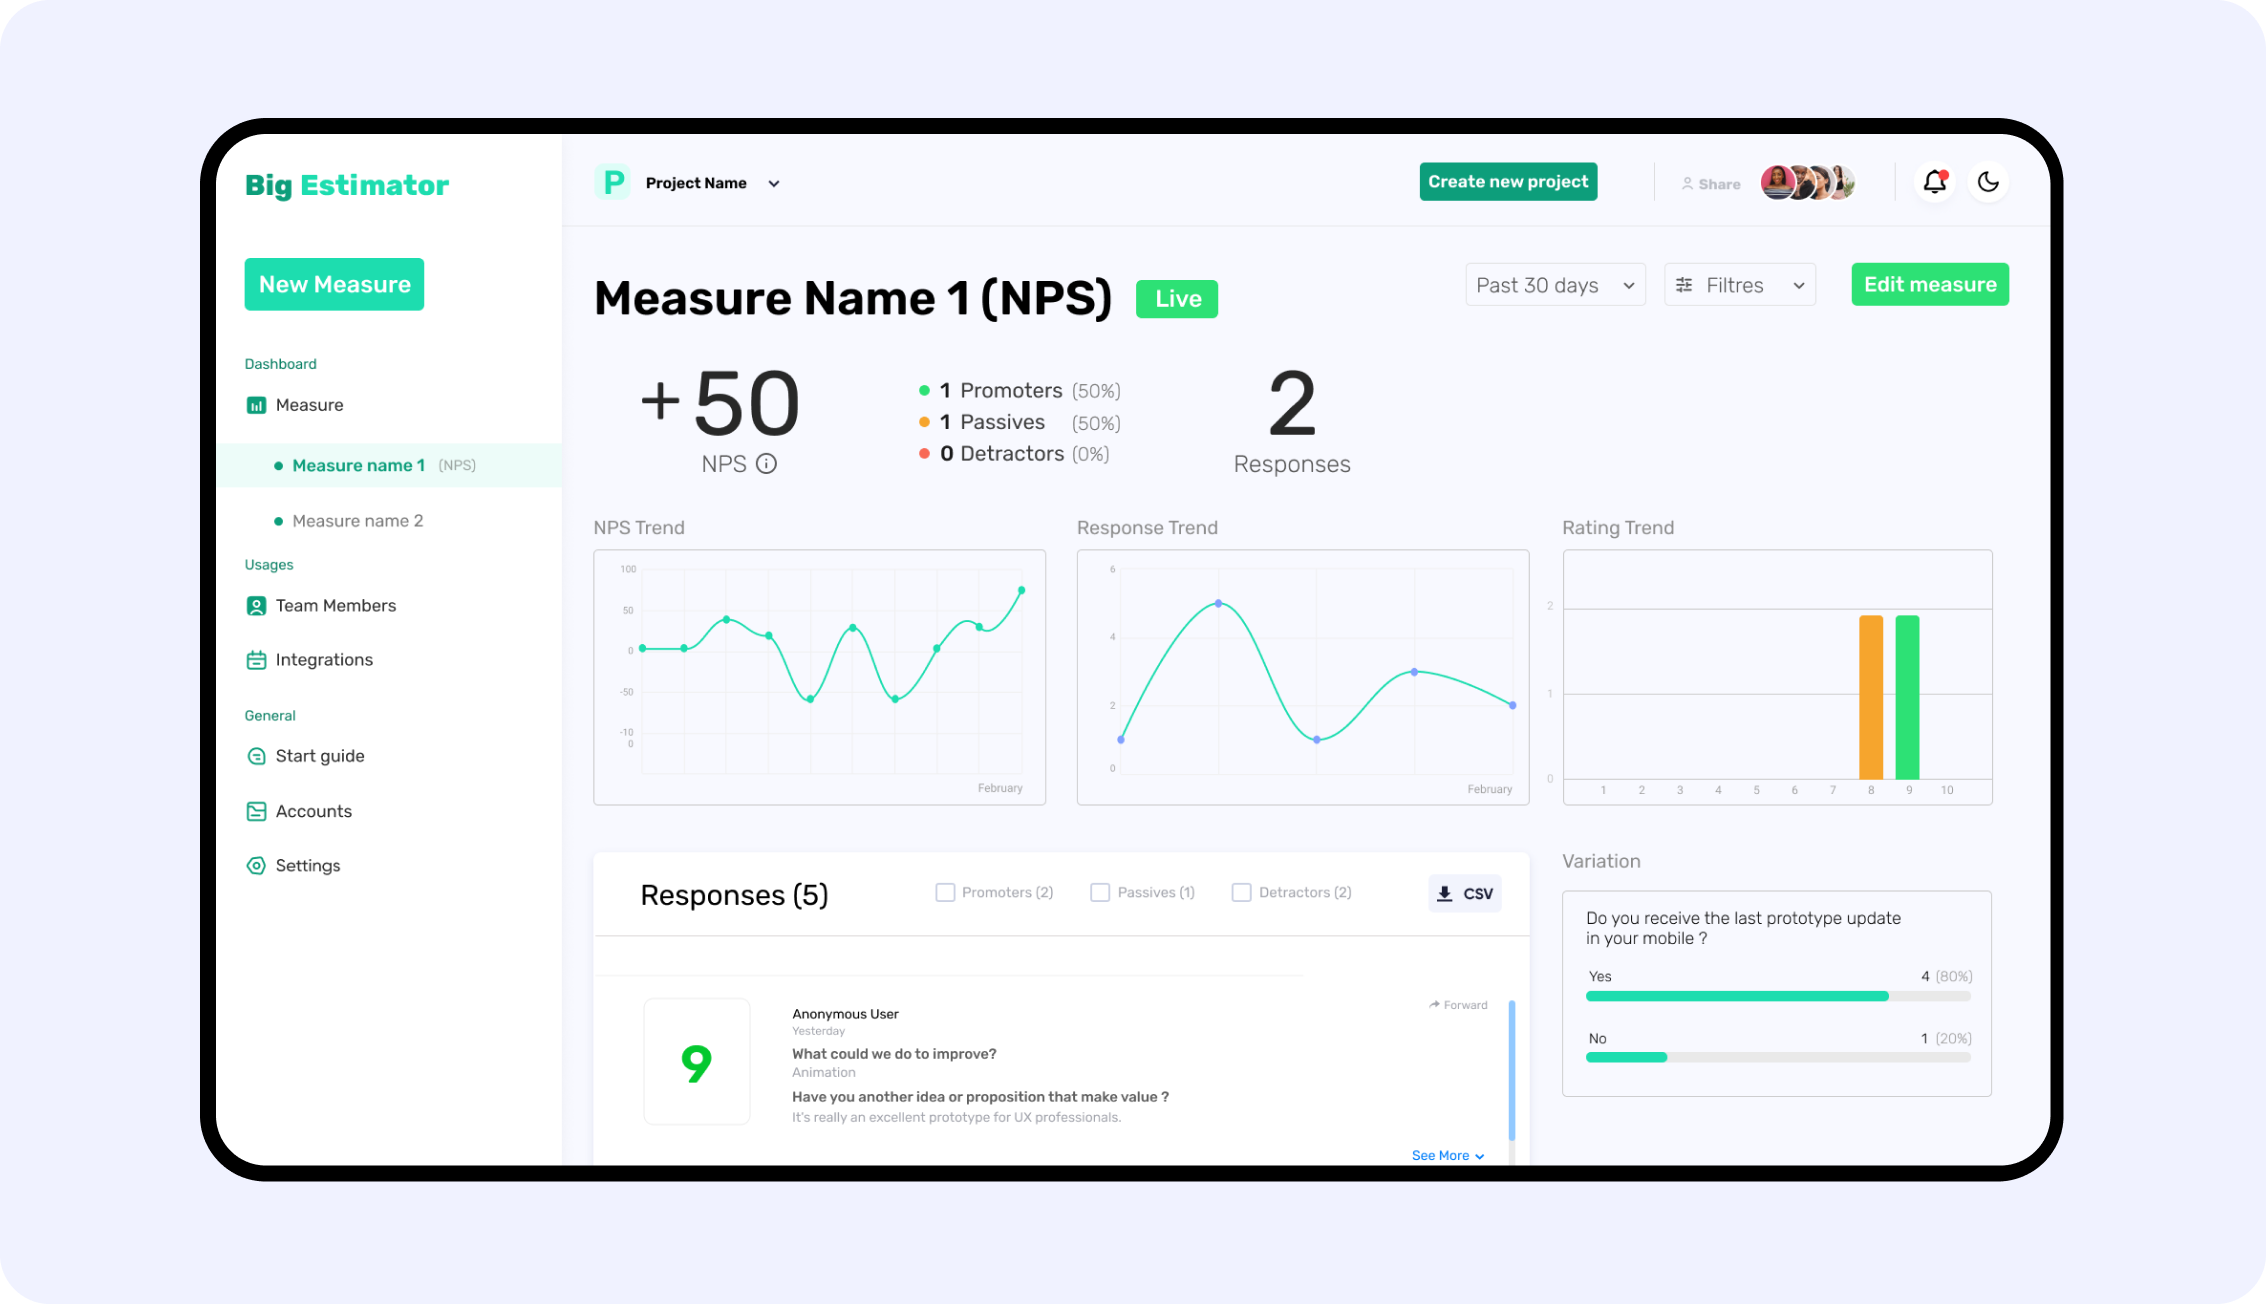 Big Estimator
New Measure
Dashboard
Measure
Measure name 1 (NPS)
Measure name 2
Usages
Team Members
Integrations
General
Start guide
Accounts
Settings
P Project Name
Create new project
Share
Measure Name 1 (NPS) Live
Past 30 days
Filtres
Edit measure
+50
NPS
1 Promoters (50%)
1 Passives (50%)
0 Detractors (0%)
2
Responses
NPS Trend
100
50
0
-50
-10
0
February
Response Trend
6
4
2
0
February
Rating Trend
2
1
0
1 2 3 4 5 6 7 8 9 10
Responses (5)
Promoters (2)
Passives (1)
Detractors (2)
CSV
9
Anonymous User
Yesterday
What could we do to improve?
Animation
Have you another idea or proposition that make value ?
It's really an excellent prototype for UX professionals.
Forward
See More
Variation
Do you receive the last prototype update
in your mobile ?
Yes 4 (80%)
No 1 (20%)